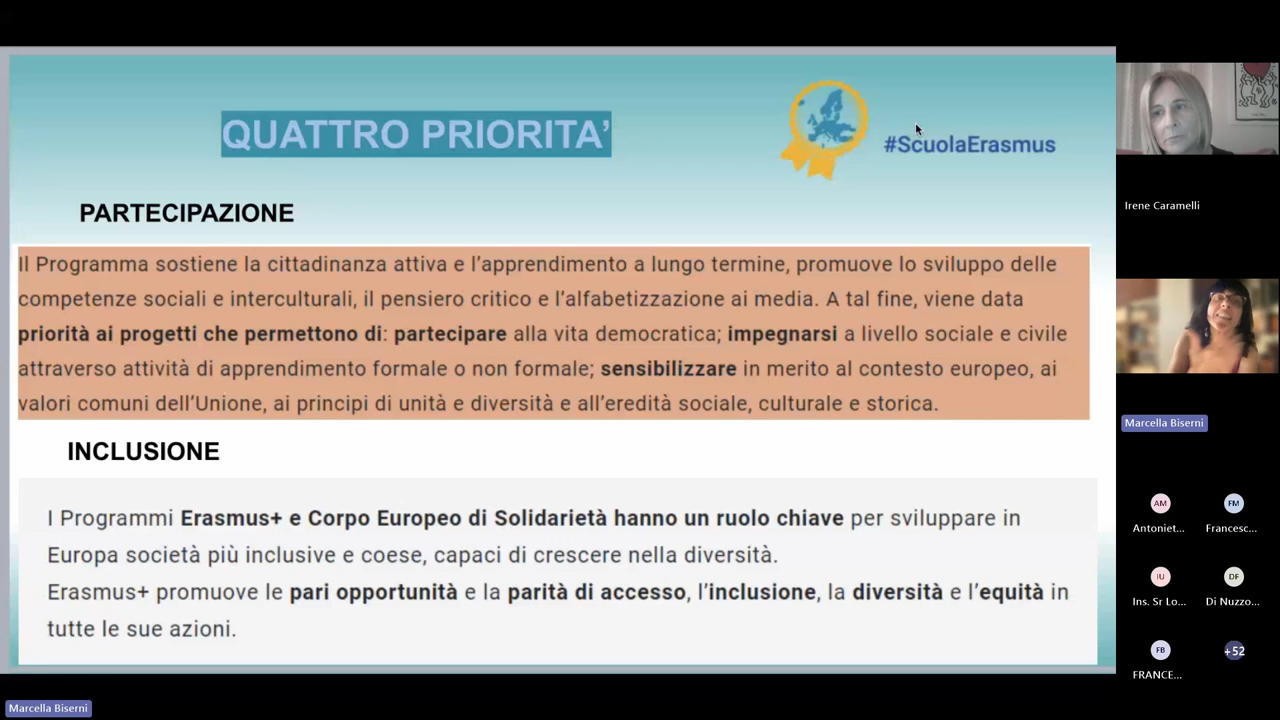 QUATTRO PRIORITA’
#ScuolaErasmus
PARTECIPAZIONE
Il Programma sostiene la cittadinanza attiva e l’apprendimento a lungo termine, promuove lo sviluppo delle
competenze sociali e interculturali, il pensiero critico e l’alfabetizzazione ai media. A tal fine, viene data
priorità ai progetti che permettono di: partecipare alla vita democratica; impegnarsi a livello sociale e civile
attraverso attività di apprendimento formale o non formale; sensibilizzare in merito al contesto europeo, ai
valori comuni dell’Unione, ai principi di unità e diversità e all’eredità sociale, culturale e storica.
INCLUSIONE
I Programmi Erasmus+ e Corpo Europeo di Solidarietà hanno un ruolo chiave per sviluppare in
Europa società più inclusive e coese, capaci di crescere nella diversità.
Erasmus+ promuove le pari opportunità e la parità di accesso, l’inclusione, la diversità e l’equità in
tutte le sue azioni.
Irene Caramelli
Marcella Biserni
AM
FM
Antoniet...
Francesc...
IU
DF
Ins. Sr Lo...
Di Nuzzo...
FB
+52
FRANCE...
Marcella Biserni